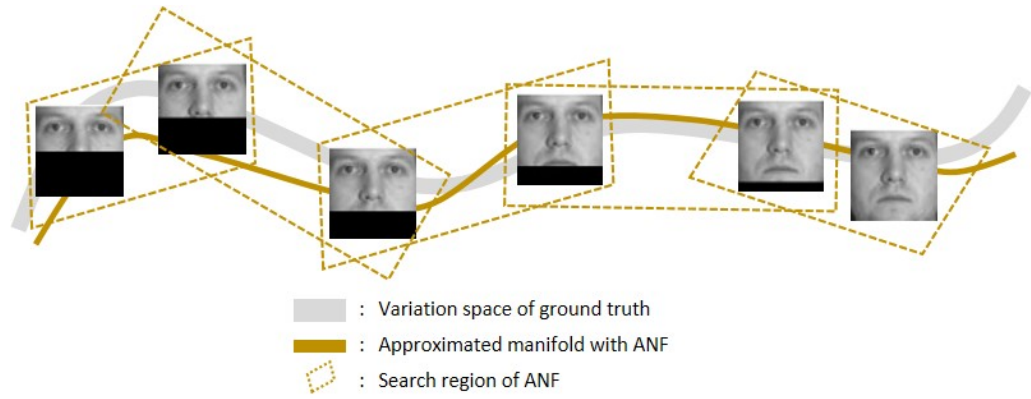 : Variation space of ground truth
: Approximated manifold with ANF
: Search region of ANF